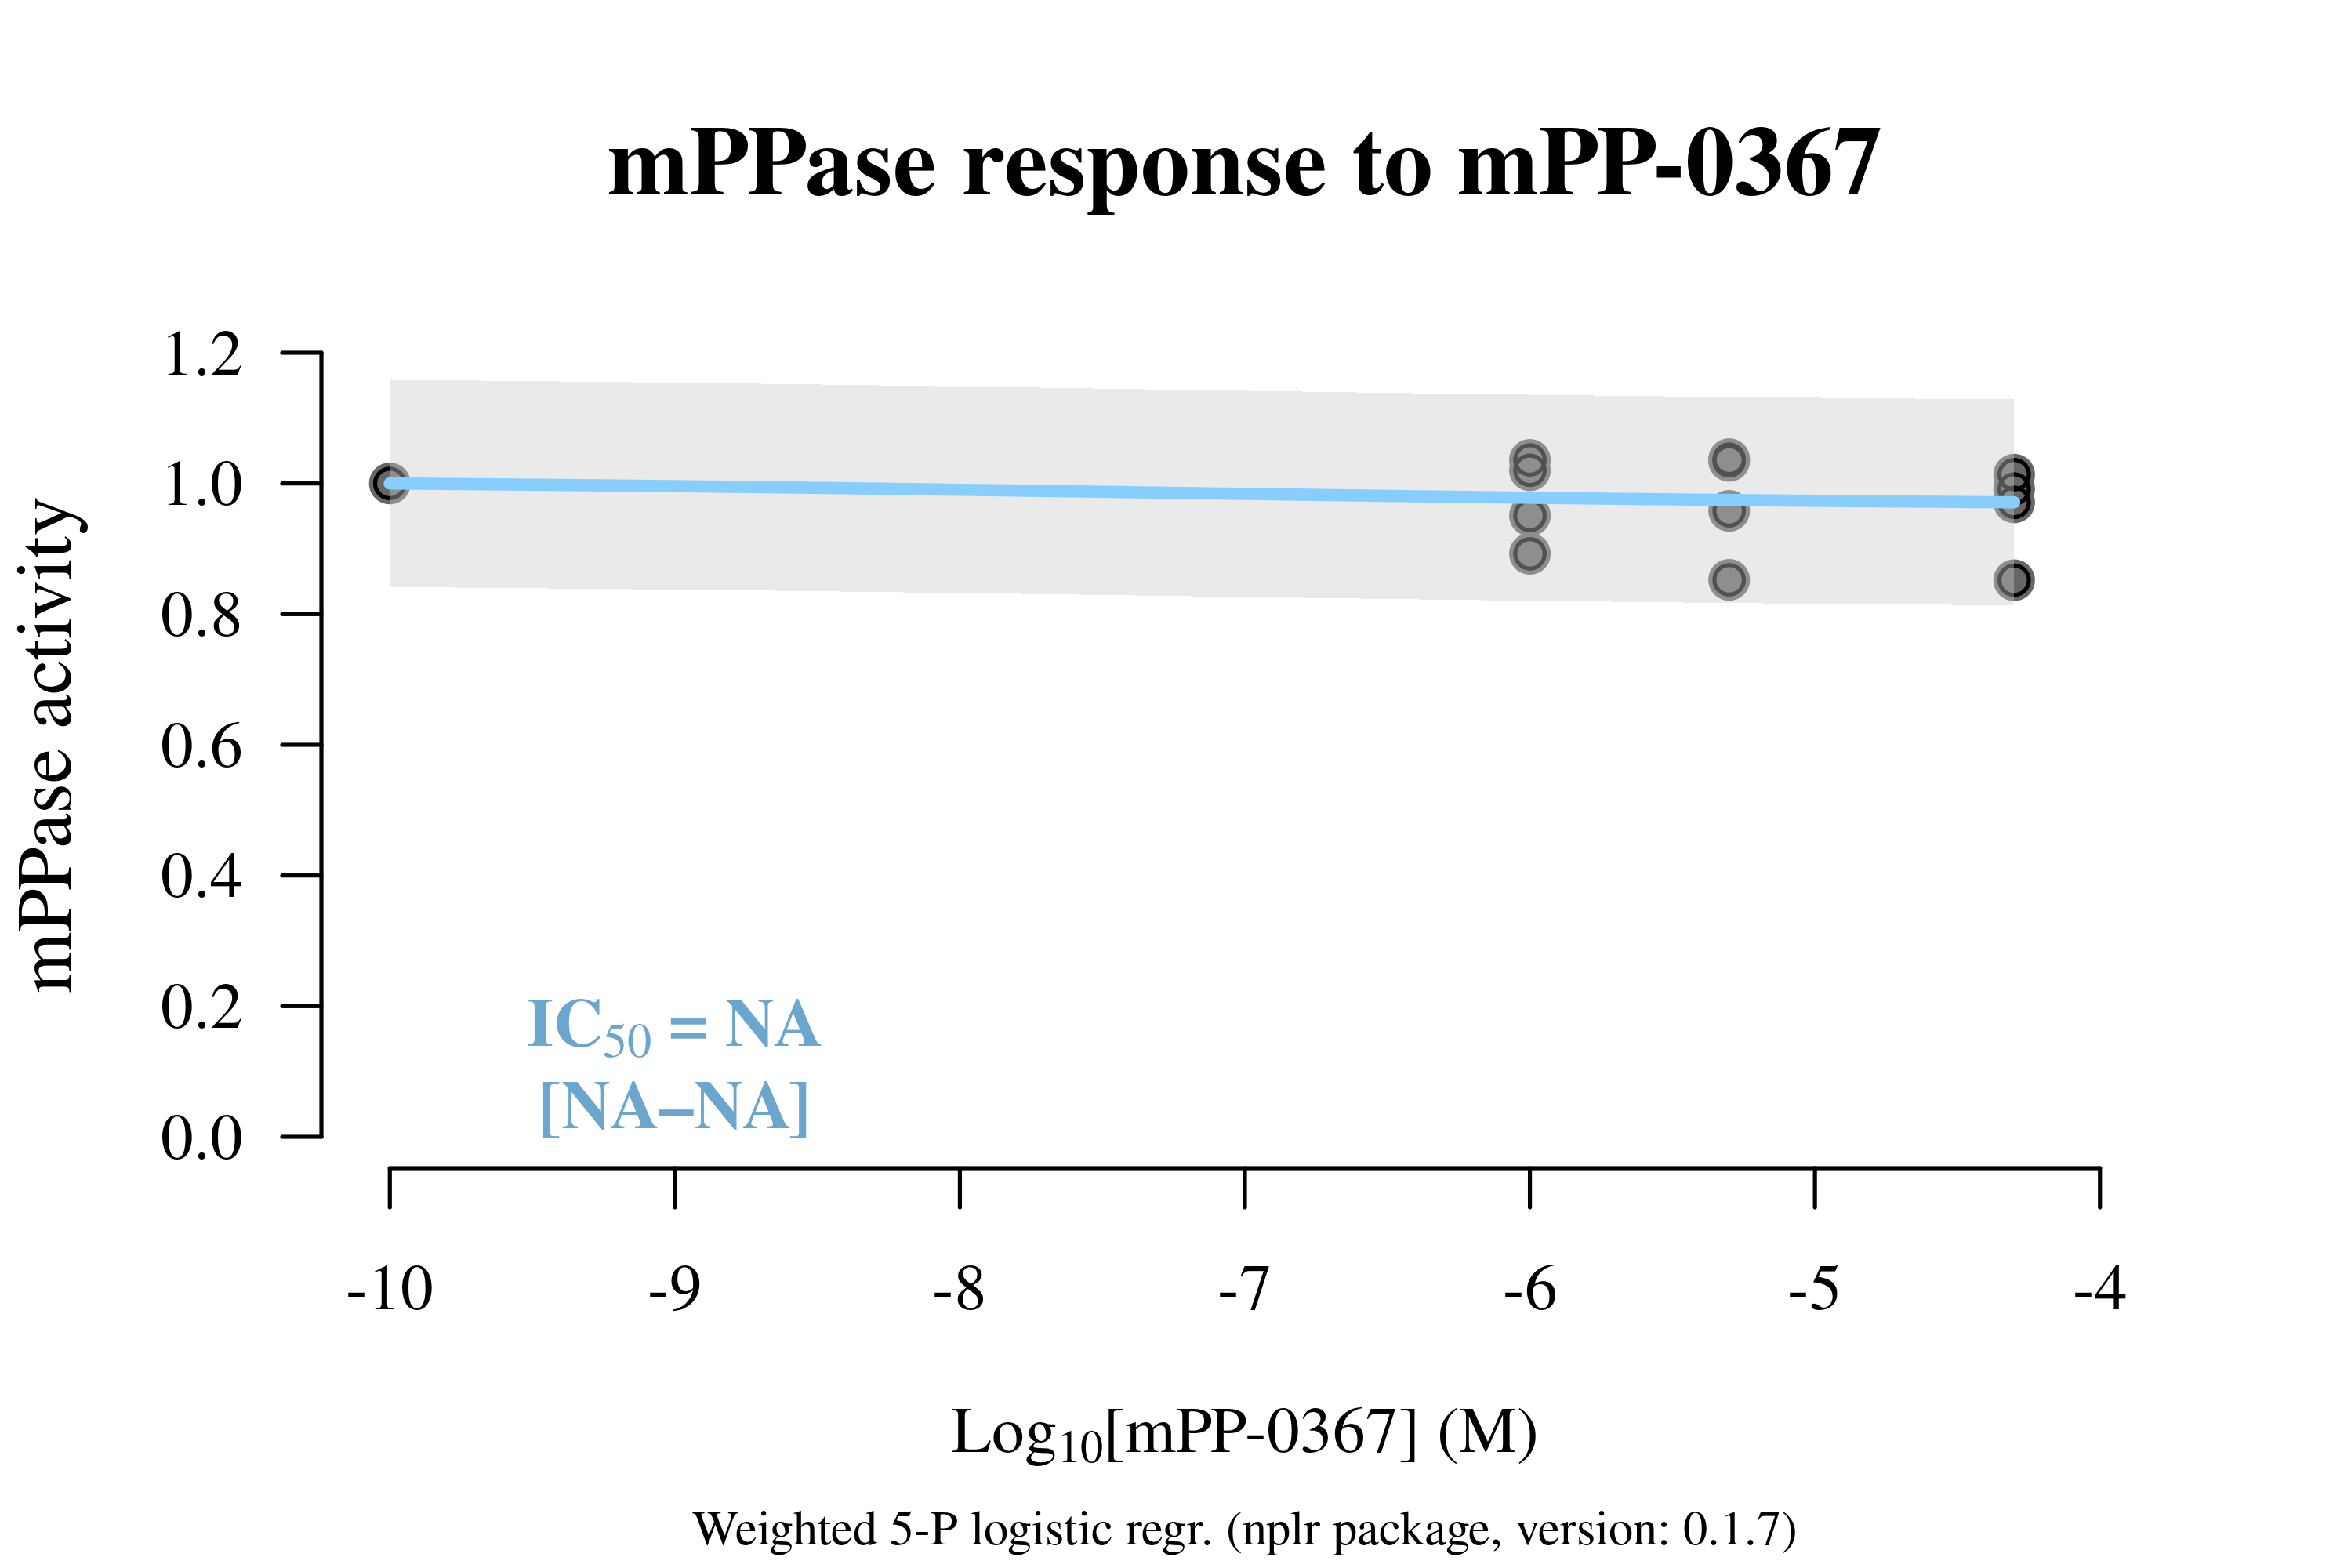 mPPase response to mPP-0367
mPPase activity
1.2
1.0
0.8
0.6
0.4
0.2
0.0
IC50 = NA
[NA–NA]
-10 -9 -8 -7 -6 -5 -4
Log10[mPP-0367] (M)
Weighted 5-P logistic regr. (nplr package, version: 0.1.7)